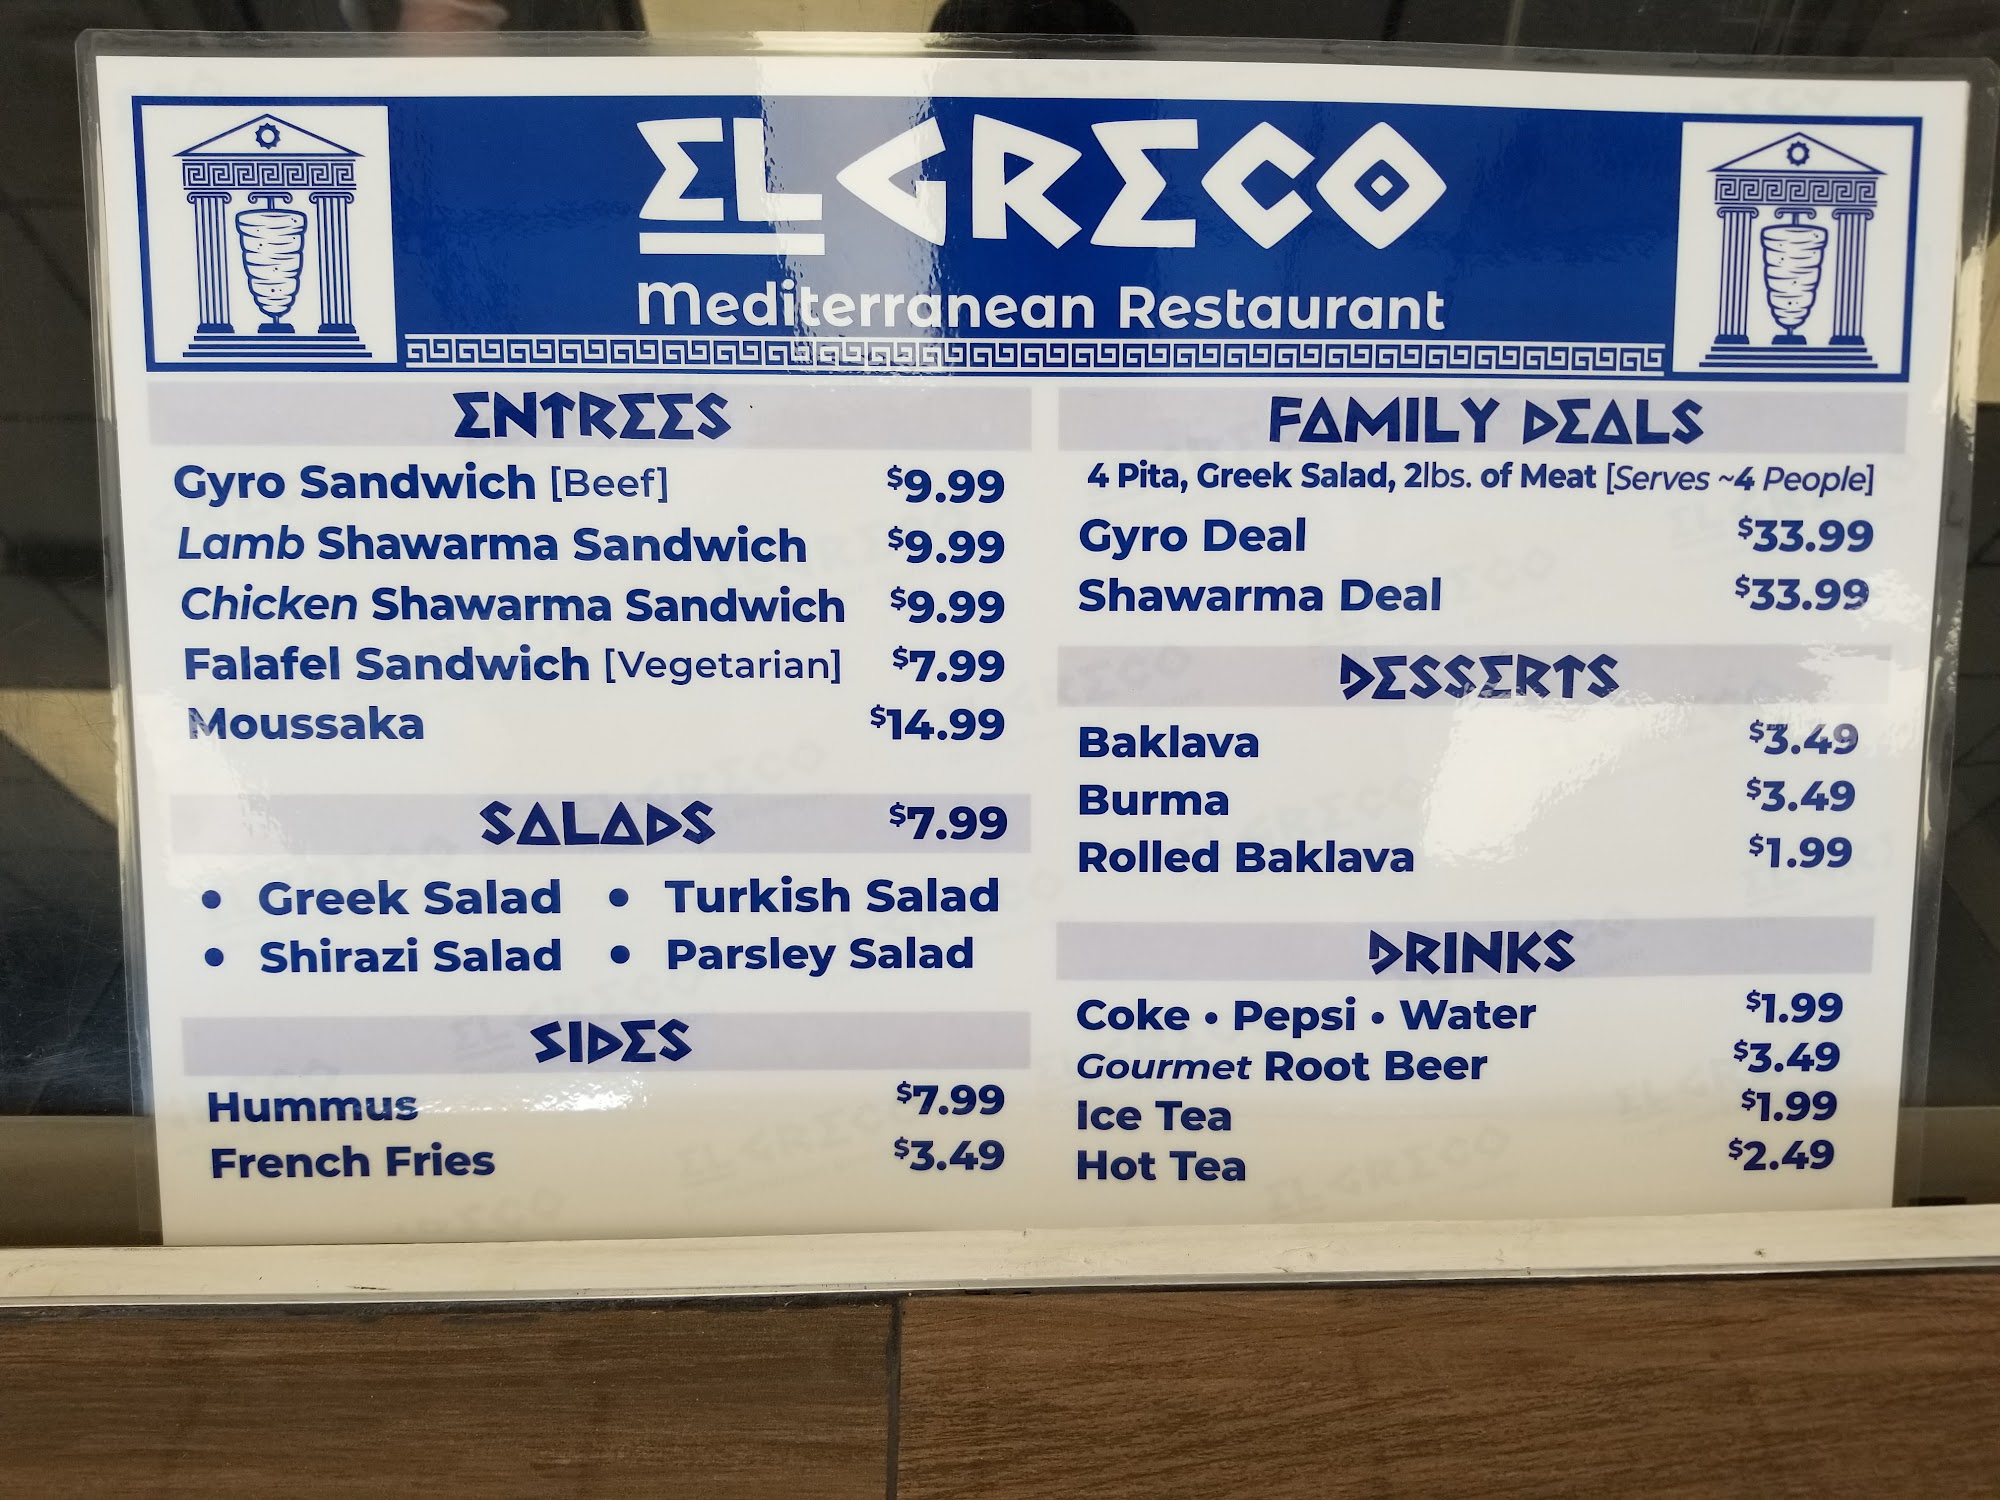 EL GRECO
Mediterranean Restaurant
ENTREES
Gyro Sandwich [Beef] $9.99
Lamb Shawarma Sandwich $9.99
Chicken Shawarma Sandwich $9.99
Falafel Sandwich [Vegetarian] $7.99
Moussaka $14.99
SALADS $7.99
• Greek Salad • Turkish Salad
• Shirazi Salad • Parsley Salad
SIDES
Hummus $7.99
French Fries $3.49
FAMILY DEALS
4 Pita, Greek Salad, 2lbs. of Meat [Serves ~4 People]
Gyro Deal $33.99
Shawarma Deal $33.99
DESSERTS
Baklava $3.49
Burma $3.49
Rolled Baklava $1.99
DRINKS
Coke • Pepsi • Water $1.99
Gourmet Root Beer $3.49
Ice Tea $1.99
Hot Tea $2.49